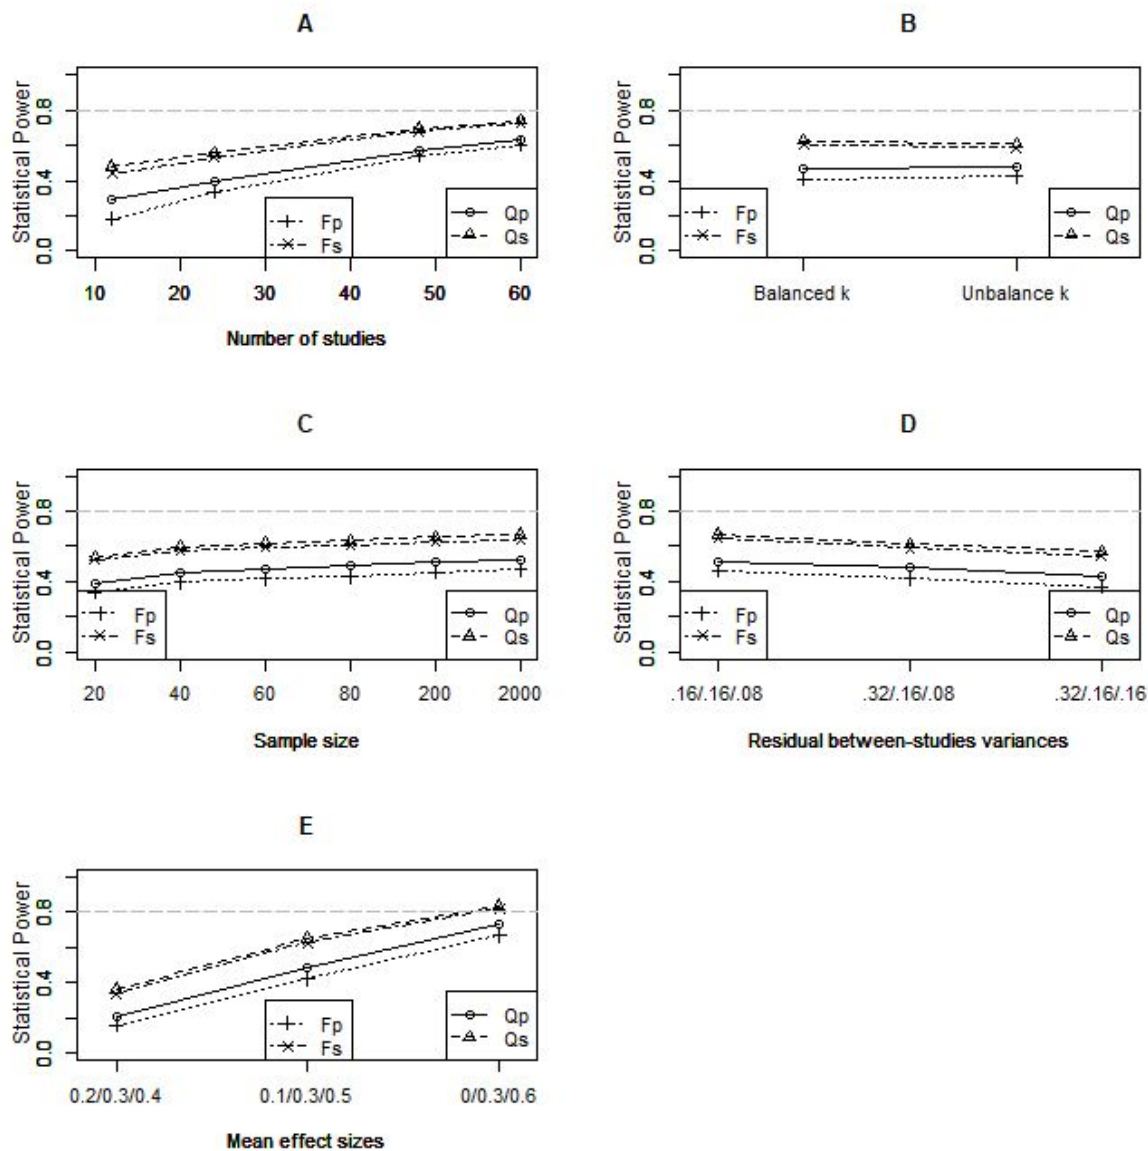 A
Statistical Power
0.0 0.4 0.8
Fp
Fs
Qp
Qs
10 20 30 40 50 60
Number of studies
B
Statistical Power
0.0 0.4 0.8
Fp
Fs
Qp
Qs
Balanced k Unbalance k
C
Statistical Power
0.0 0.4 0.8
Fp
Fs
Qp
Qs
20 40 60 80 200 2000
Sample size
D
Statistical Power
0.0 0.4 0.8
Fp
Fs
Qp
Qs
.16/.16/.08 .32/.16/.08 .32/.16/.16
Residual between-studies variances
E
Statistical Power
0.0 0.4 0.8
Fp
Fs
Qp
Qs
0.2/0.3/0.4 0.1/0.3/0.5 0/0.3/0.6
Mean effect sizes